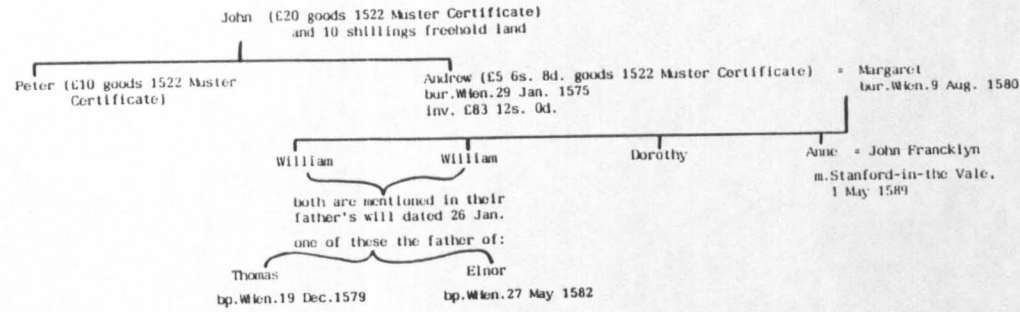 John (£20 goods 1522 Muster Certificate)
and 10 shillings freehold land
Peter (£10 goods 1522 Muster
Certificate)
Andrew (£5 6s. 8d. goods 1522 Muster Certificate) = Margaret
bur.Wllen.29 Jan. 1575
bur.Wllen.9 Aug. 1580
inv. £83 12s. 0d.
William
William
Dorothy
Anne = John Francklyn
m.Stanford-in-the Vale.
1 May 1589
both are mentioned in their
father's will dated 26 Jan.
one of these the father of:
Thomas
Elnor
bp.Wllen.19 Dec.1579
bp.Wllen.27 May 1582